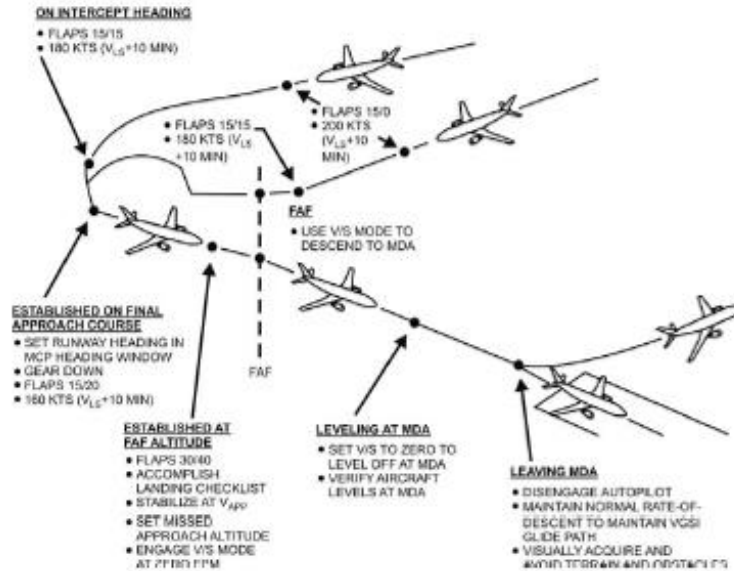 ON INTERCEPT HEADING
• FLAPS 15/15
• 180 KTS (VLS+10 MIN)
• FLAPS 15/15
• 180 KTS (VLS
+10 MIN)
• FLAPS 15/0
• 200 KTS
(VLS+10
MIN)
FAF
• USE V/S MODE TO
DESCEND TO MDA
ESTABLISHED ON FINAL
APPROACH COURSE
• SET RUNWAY HEADING IN
MCP HEADING WINDOW
• GEAR DOWN
• FLAPS 15/20
• 160 KTS (VLS+10 MIN)
FAF
ESTABLISHED AT
FAF ALTITUDE
• FLAPS 30/40
• ACCOMPLISH
LANDING CHECKLIST
• STABILIZE AT VAPP
• SET MISSED
APPROACH ALTITUDE
• ENGAGE V/S MODE
AT ZERO FPM
LEVELING AT MDA
• SET V/S TO ZERO TO
LEVEL OFF AT MDA
• VERIFY AIRCRAFT
LEVELS AT MDA
LEAVING MDA
• DISENGAGE AUTOPILOT
• MAINTAIN NORMAL RATE-OF-
DESCENT TO MAINTAIN VGSI
GLIDE PATH
• VISUALLY ACQUIRE AND
AVOID TERRAIN AND OBSTACLES